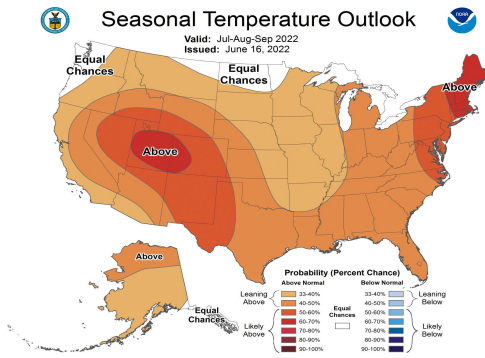 Seasonal Temperature Outlook
NOAA
Valid: Jul-Aug-Sep 2022
Issued: June 16, 2022
Equal
Chances
Equal
Chances
Above
Above
Above
Equal
Chances
Probability (Percent Chance)
Above Normal
Below Normal
Leaning
Above
33-40%
40-50%
Likely
Above
50-60%
60-70%
70-80%
80-90%
90-100%
Equal
Chances
33-40%
40-50%
Leaning
Below
50-60%
60-70%
70-80%
80-90%
90-100%
Likely
Below